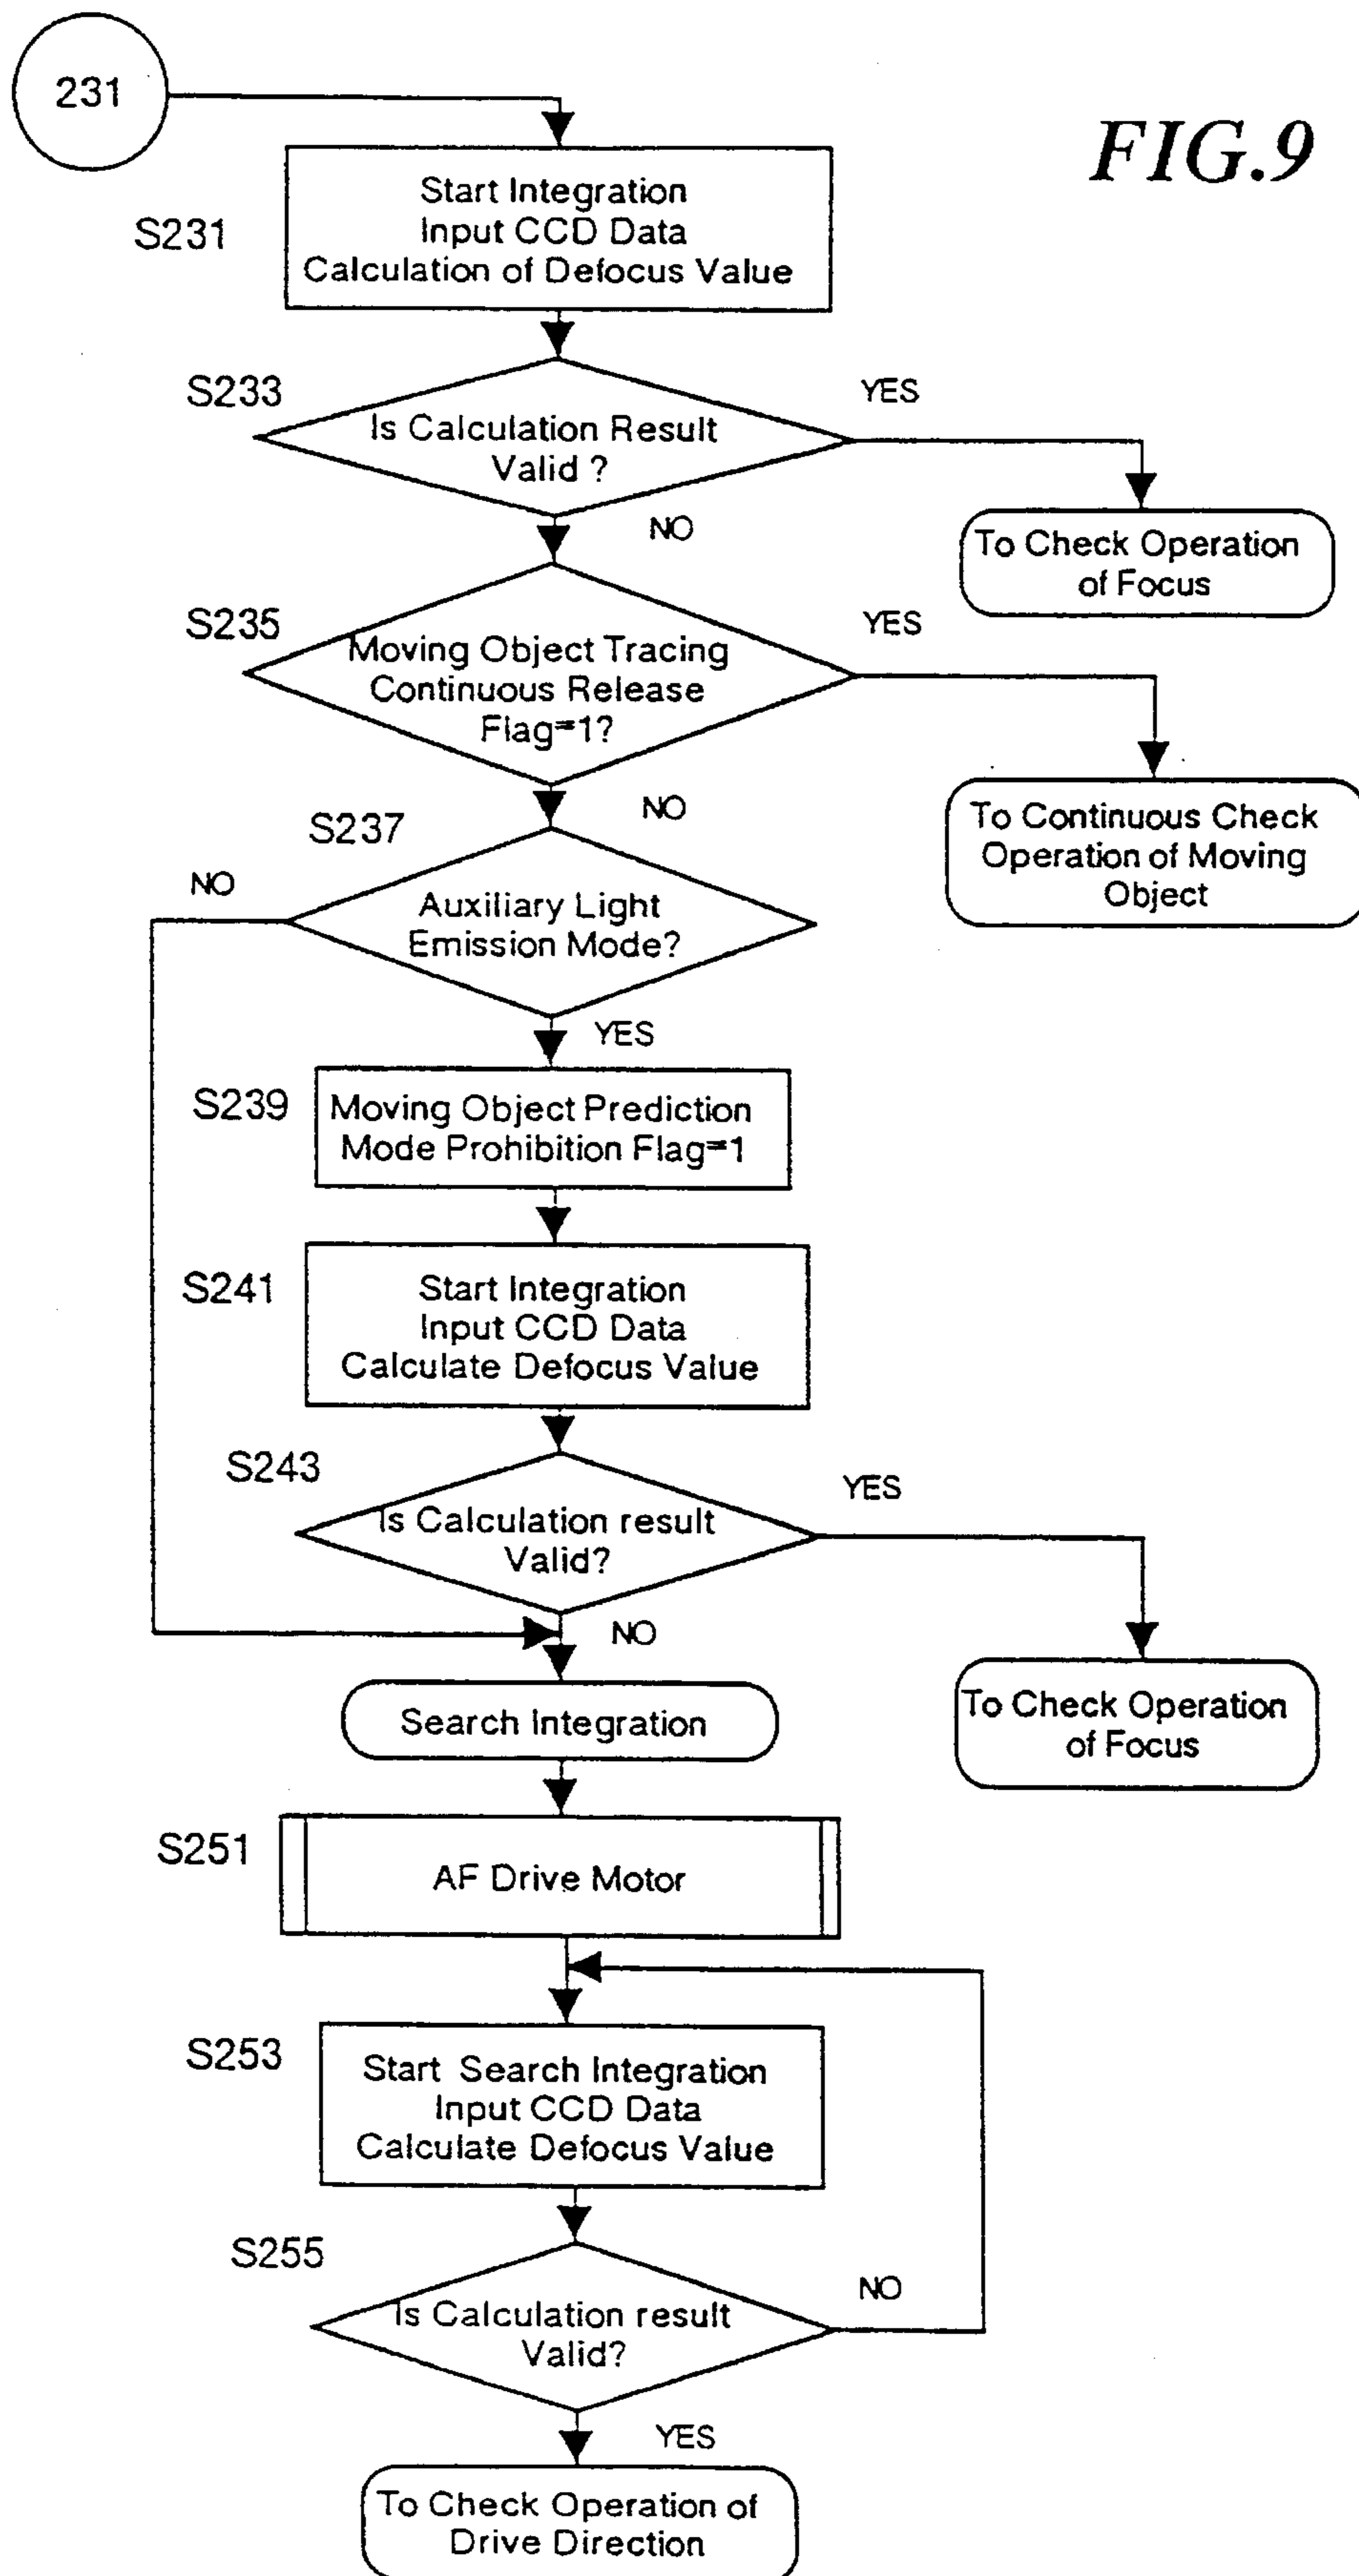 231
FIG.9
S231
Start Integration
Input CCD Data
Calculation of Defocus Value
S233
Is Calculation Result
Valid ?
YES
NO
To Check Operation
of Focus
S235
Moving Object Tracing
Continuous Release
Flag=1?
YES
NO
To Continuous Check
Operation of Moving
Object
S237
NO
Auxiliary Light
Emission Mode?
YES
S239
Moving Object Prediction
Mode Prohibition Flag=1
S241
Start Integration
Input CCD Data
Calculate Defocus Value
S243
Is Calculation result
Valid?
YES
NO
To Check Operation
of Focus
Search Integration
S251
AF Drive Motor
S253
Start Search Integration
Input CCD Data
Calculate Defocus Value
S255
Is Calculation result
Valid?
NO
YES
To Check Operation of
Drive Direction